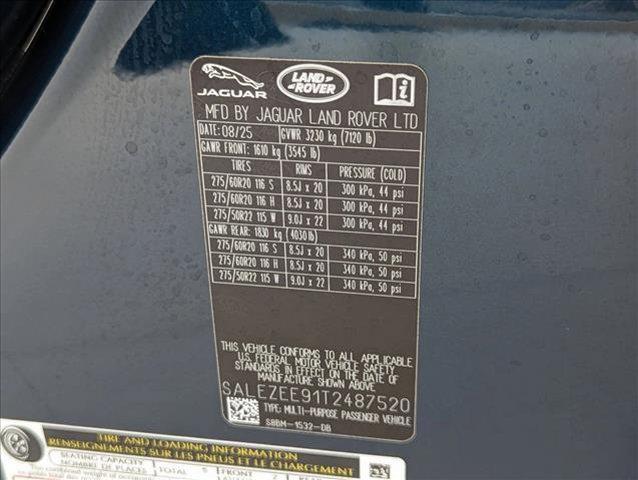 JAGUAR LAND ROVER
MFD BY JAGUAR LAND ROVER LTD
DATE: 08/25 GVWR 3230 kg (7120 lb)
GAWR FRONT: 1610 kg (3545 lb)
TIRES RIMS PRESSURE (COLD)
275/60R20 116 S 8.5J x 20 300 kPa, 44 psi
275/60R20 116 H 8.5J x 20 300 kPa, 44 psi
275/50R22 115 W 9.0J x 22 300 kPa, 44 psi
GAWR REAR: 1830 kg (4030lb)
275/60R20 116 S 8.5J x 20 340 kPa, 50 psi
275/60R20 116 H 8.5J x 20 340 kPa, 50 psi
275/50R22 115 W 9.0J x 22 340 kPa, 50 psi
THIS VEHICLE CONFORMS TO ALL APPLICABLE
U.S. FEDERAL MOTOR VEHICLE SAFETY
STANDARDS IN EFFECT ON THE DATE OF
MANUFACTURE SHOWN ABOVE
SALEZEE91T2487520
TYPE: MULTI-PURPOSE PASSENGER VEHICLE
S8BM-1532-DB
TIRE AND LOADING INFORMATION
RENSEIGNEMENTS SUR LES PNEUS ET LE CHARGEMENT
SEATING CAPACITY TOTAL 5 FRONT 2
NOMBRE DE PLACES